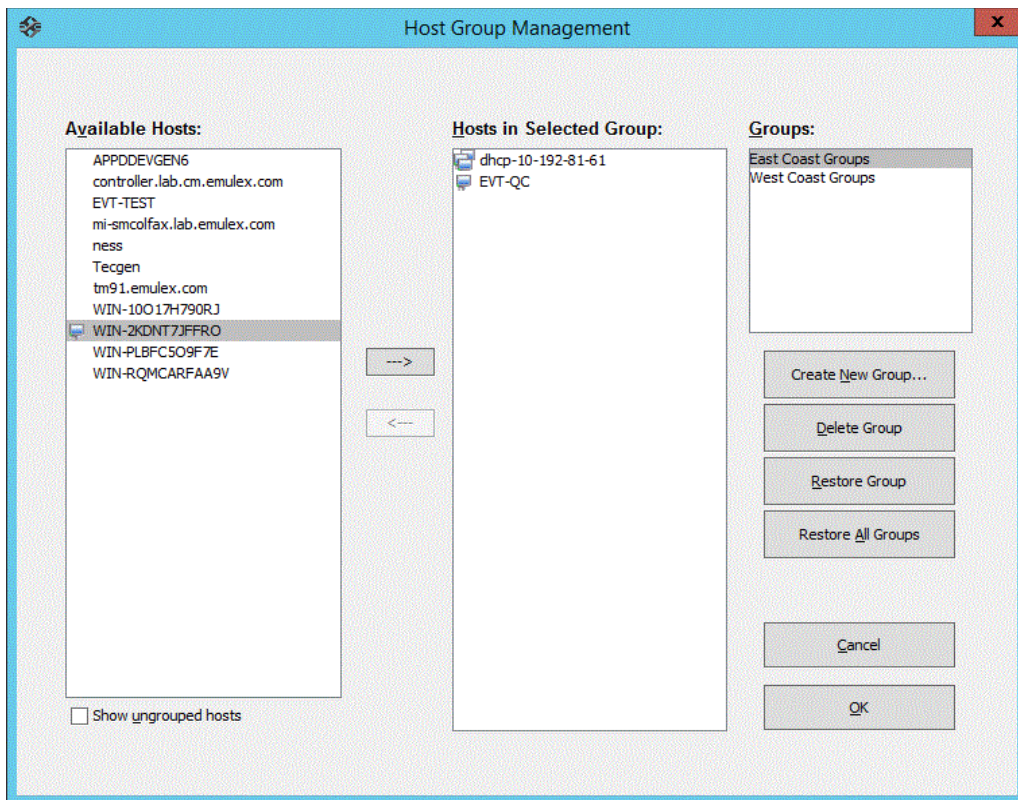 Host Group Management
x
Available Hosts:
APPDDEVGEN6
controller.lab.cm.emulex.com
EVT-TEST
mi-smcolfax.lab.emulex.com
ness
Tecgen
tm91.emulex.com
WIN-10O17H790RJ
WIN-2KDNT7JFFRO
WIN-PLBFC5O9F7E
WIN-RQMCARFAA9V
Show ungrouped hosts
--->
<---
Hosts in Selected Group:
dhcp-10-192-81-61
EVT-QC
Groups:
East Coast Groups
West Coast Groups
Create New Group...
Delete Group
Restore Group
Restore All Groups
Cancel
OK